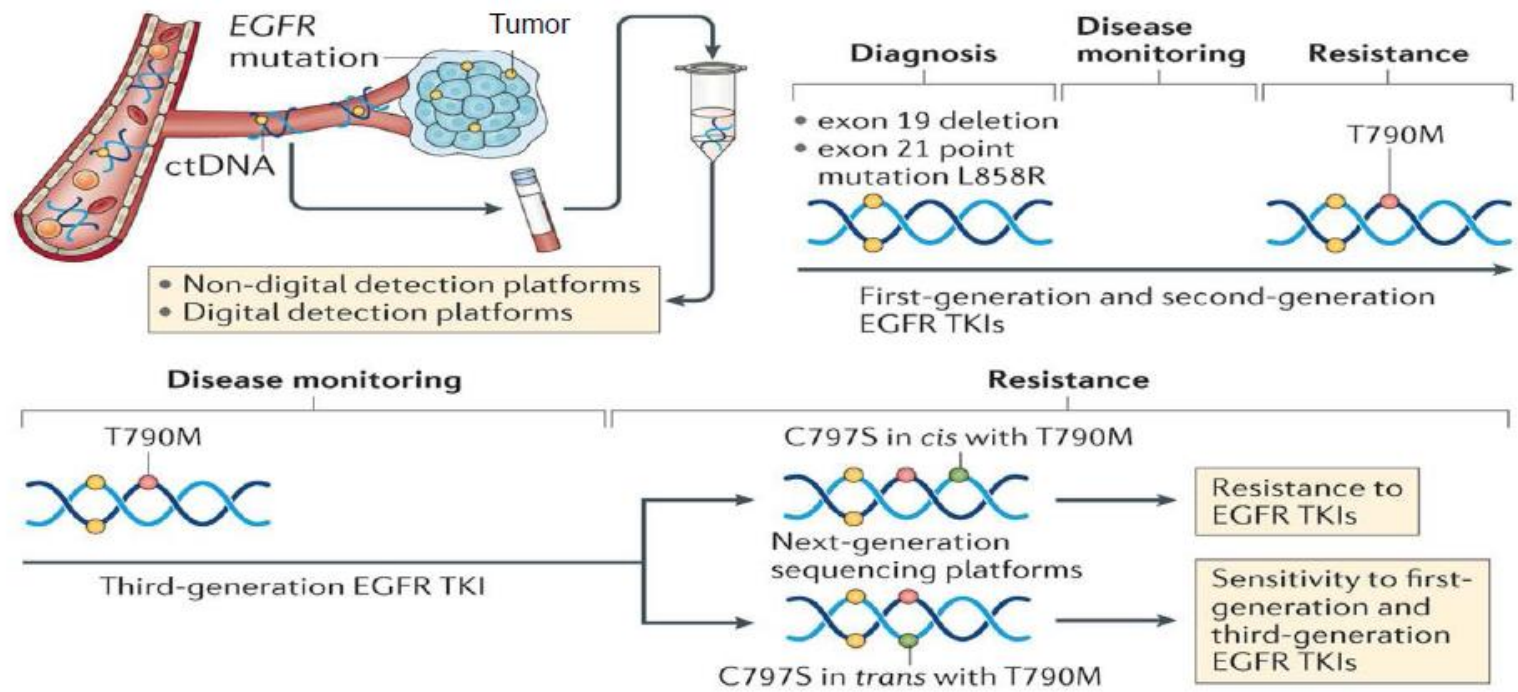 EGFR
mutation
Tumor
ctDNA
• Non-digital detection platforms
• Digital detection platforms
Diagnosis
Disease
monitoring
Resistance
• exon 19 deletion
• exon 21 point
mutation L858R
T790M
First-generation and second-generation
EGFR TKIs
Disease monitoring
Resistance
T790M
Third-generation EGFR TKI
C797S in cis with T790M
Next-generation
sequencing platforms
C797S in trans with T790M
Resistance to
EGFR TKIs
Sensitivity to first-
generation and
third-generation
EGFR TKIs